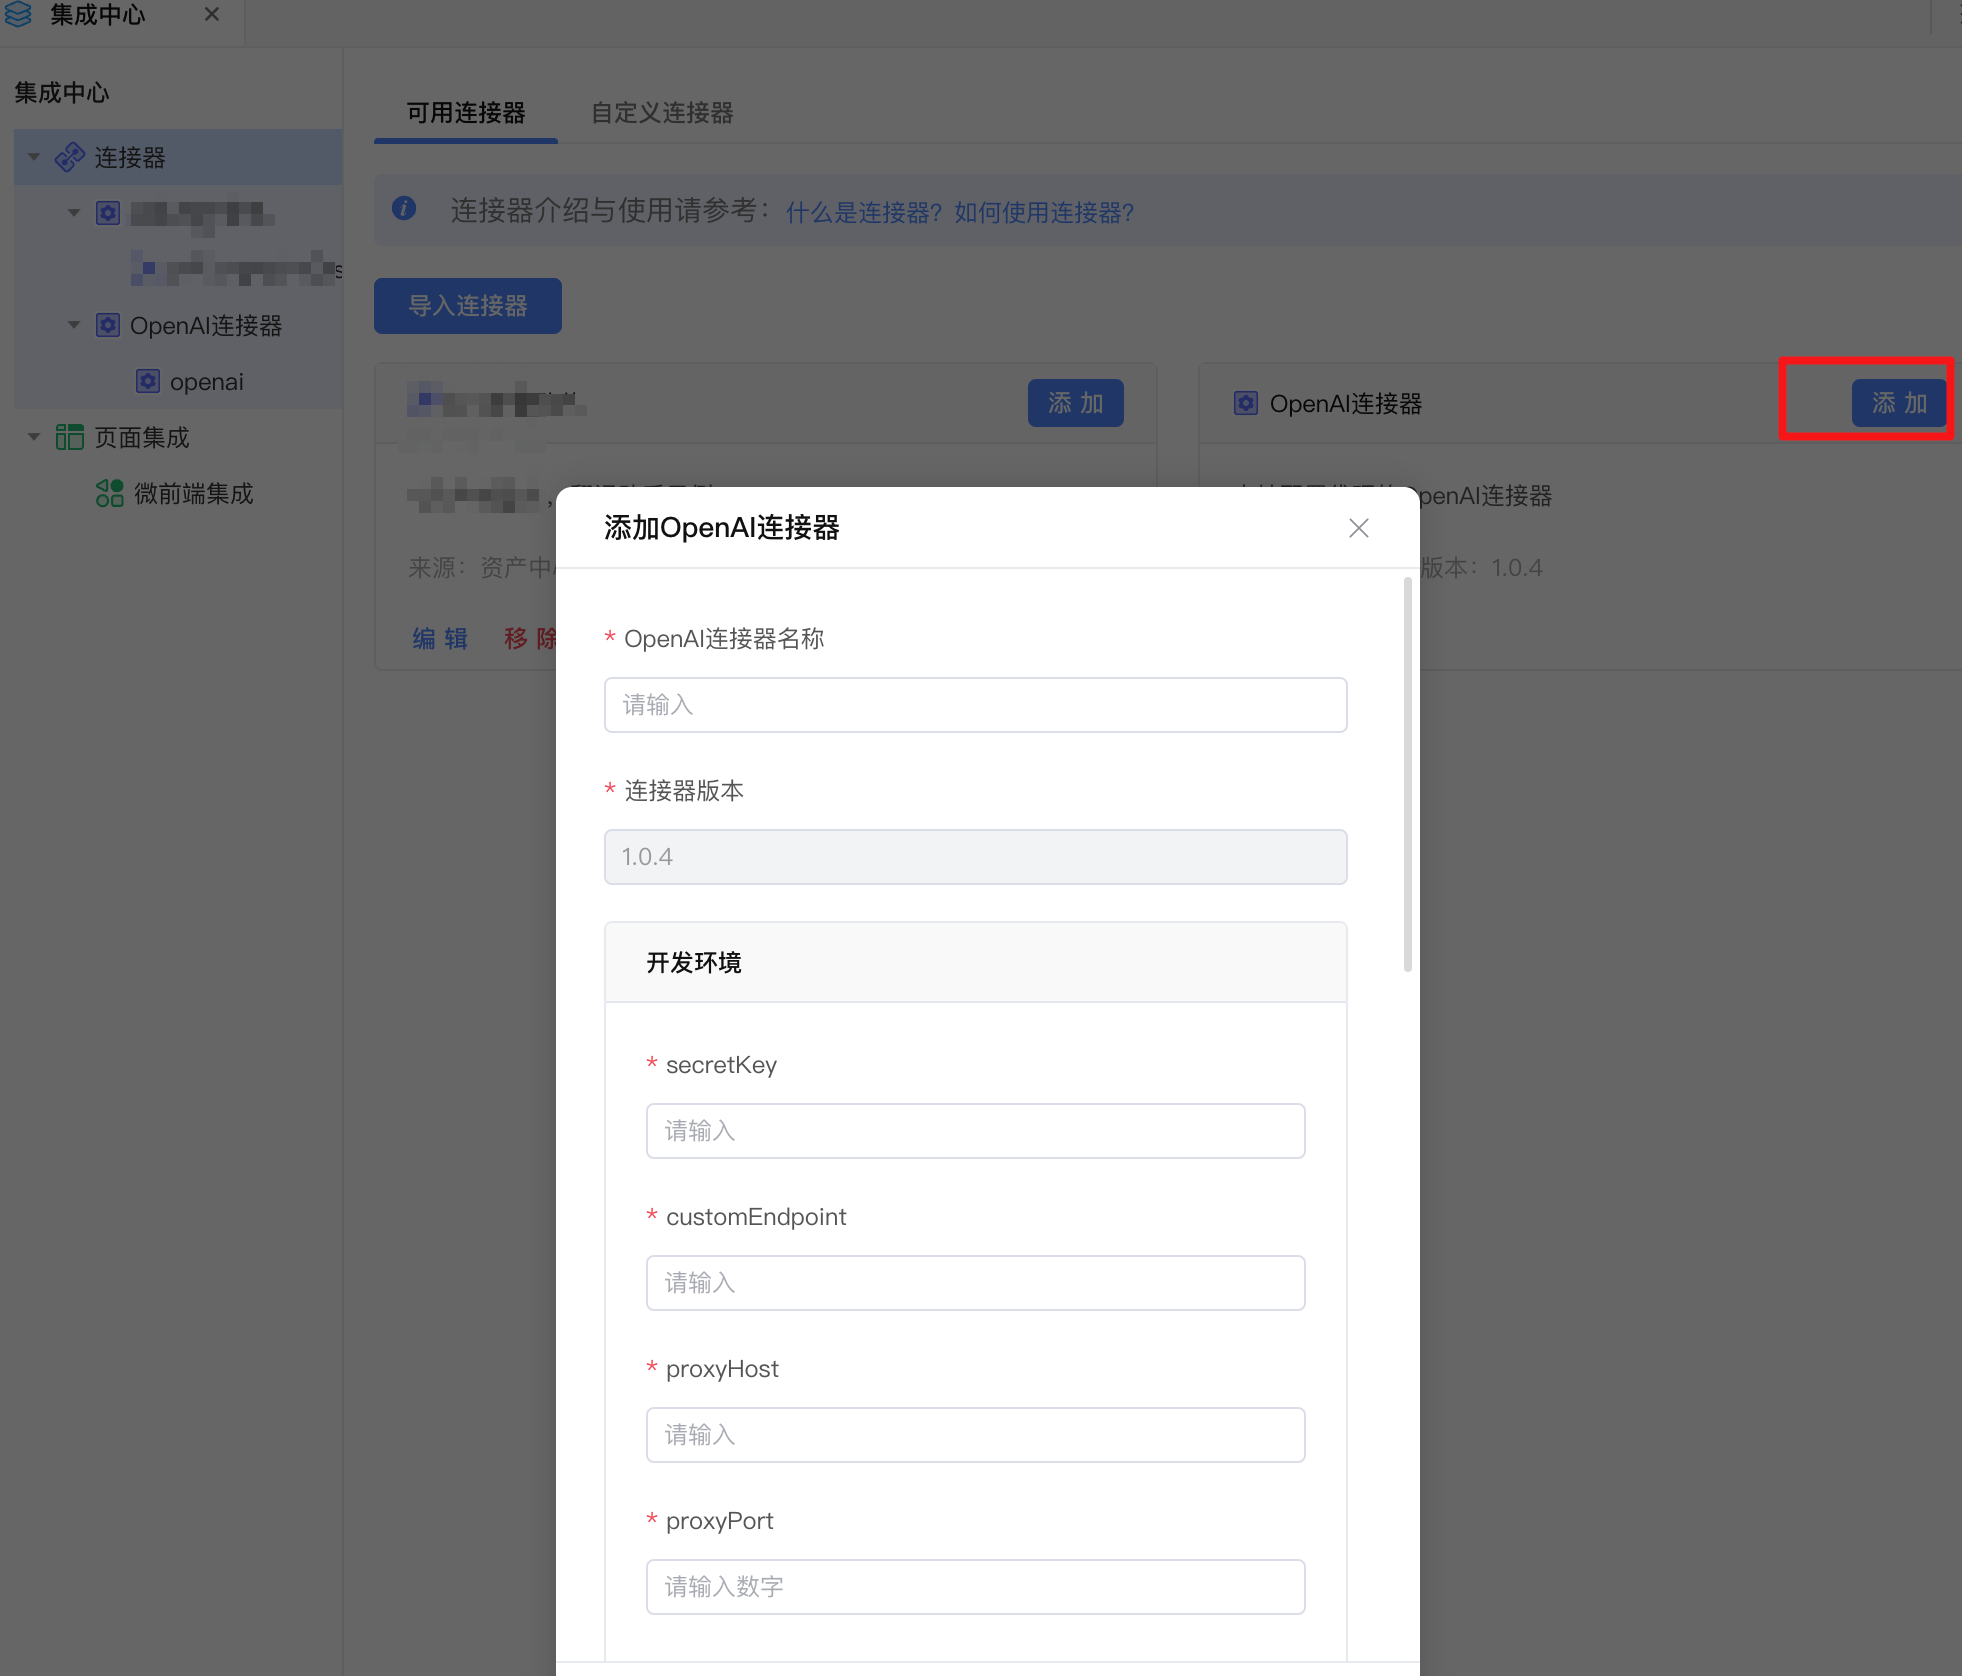 集成中心
集成中心
可用连接器 自定义连接器
连接器
连接器介绍与使用请参考：什么是连接器？如何使用连接器？
OpenAI连接器
导入连接器
openai
页面集成
微前端集成
添 加
OpenAI连接器
添 加
penAI连接器
来源：资产中
版本：1.0.4
编 辑 移 除
添加OpenAI连接器
* OpenAI连接器名称
请输入
* 连接器版本
1.0.4
开发环境
* secretKey
请输入
* customEndpoint
请输入
* proxyHost
请输入
* proxyPort
请输入数字